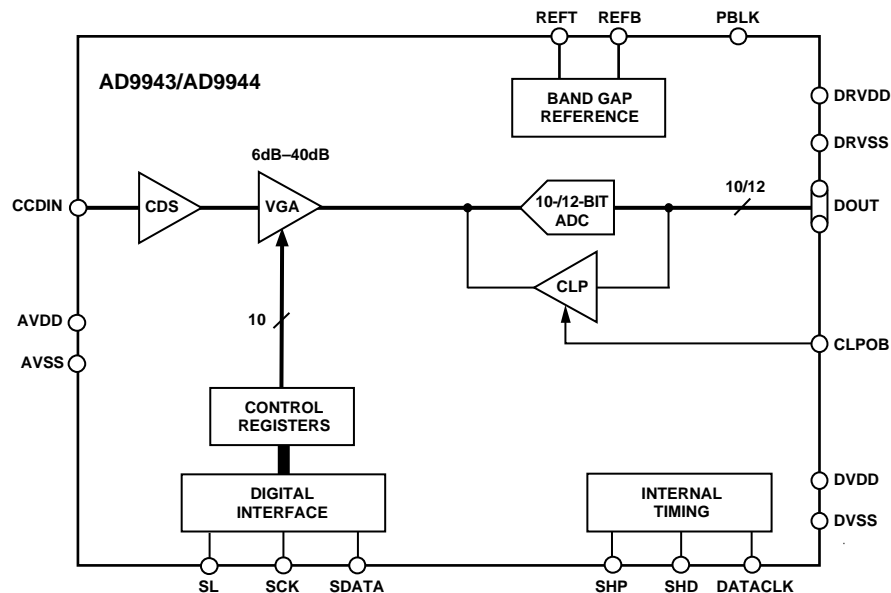 REFT
REFB
PBLK
AD9943/AD9944
BAND GAP
REFERENCE
DRVDD
DRVSS
6dB–40dB
CCDIN
CDS
VGA
10-/12-BIT
ADC
10/12
DOUT
CLP
AVDD
10
CLPOB
AVSS
CONTROL
REGISTERS
DIGITAL
INTERFACE
INTERNAL
TIMING
DVDD
DVSS
SL
SCK
SDATA
SHP
SHD
DATACLK